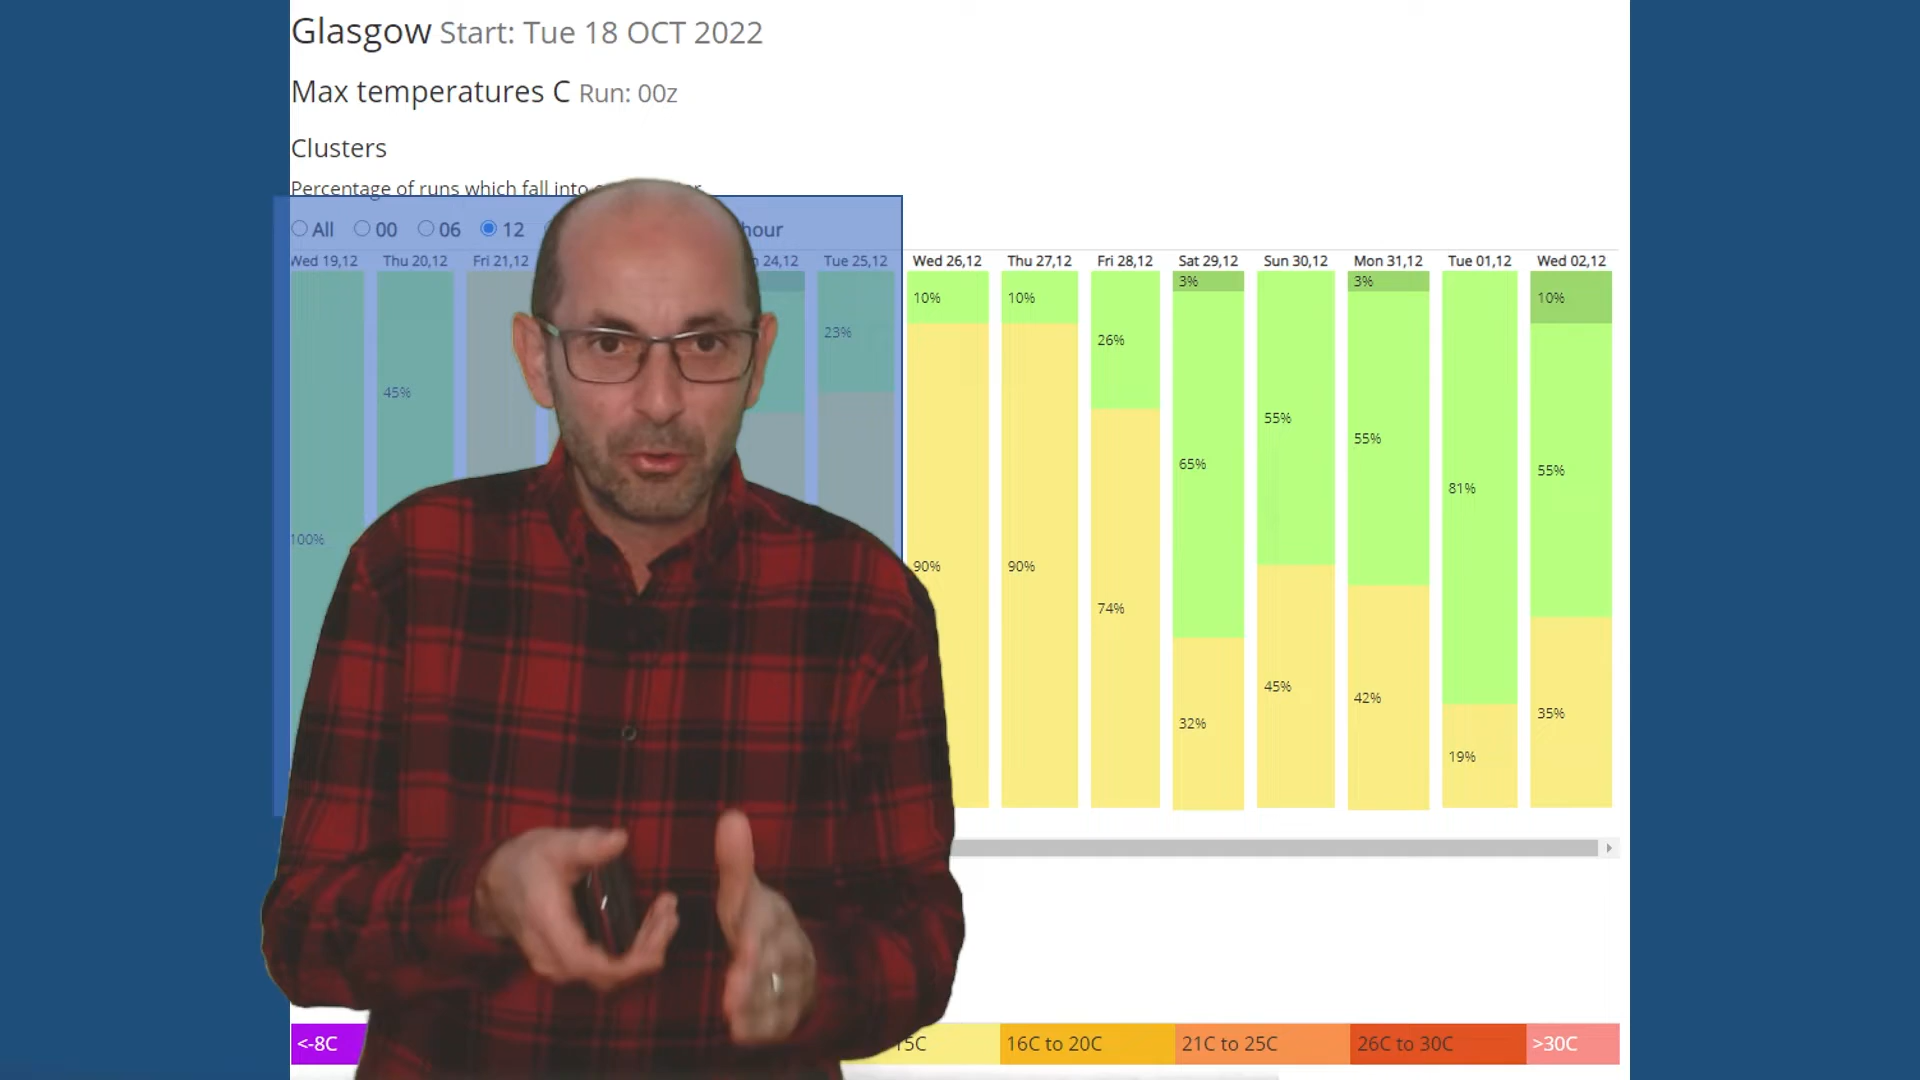 Glasgow Start: Tue 18 OCT 2022
Max temperatures C Run: 00z
Clusters
Percentage of runs which fall into
All 00 06 12 hour
Wed 19,12 Thu 20,12 Fri 21,12 24,12 Tue 25,12 Wed 26,12 Thu 27,12 Fri 28,12 Sat 29,12 Sun 30,12 Mon 31,12 Tue 01,12 Wed 02,12
3% 3%
10% 10% 10%
23% 26%
45%
55%
55%
65% 55%
81%
100%
90% 90%
74%
45%
42%
32% 35%
19%
<-8C 15C 16C to 20C 21C to 25C 26C to 30C >30C